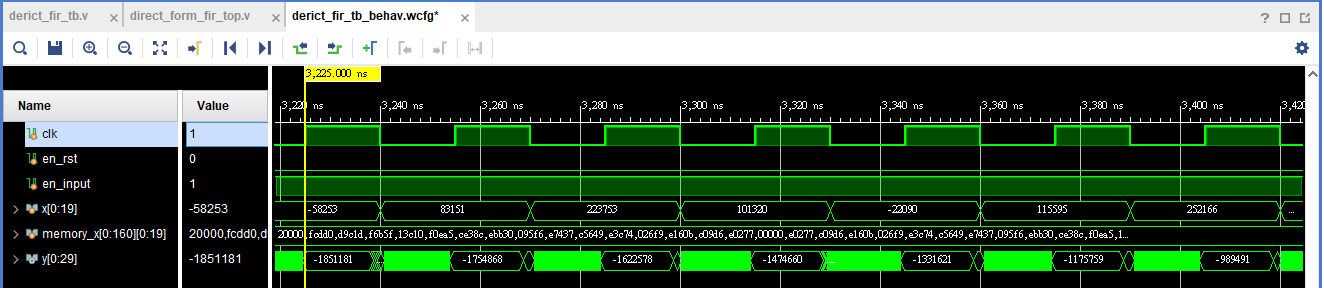 derict_fir_tb.v × direct_form_fir_top.v × derict_fir_tb_behav.wcfg* ×
? 
3,225.000 ns
Name Value 3,220 ns 3,240 ns 3,260 ns 3,280 ns 3,300 ns 3,320 ns 3,340 ns 3,360 ns 3,380 ns 3,400 ns 3,420
clk 1
en_rst 0
en_input 1
x[0:19] -58253 -58253 83151 223753 101320 -22090 115595 252166 ...
memory_x[0:160][0:19] 20000,fcdd0,d9 20000,fcdd0,d9c1d,f6b5f,13c10,f0ea5,ce38c,ebb30,095f6,e7437,c5649,e3c74,026f9,e160b,c09d6,e0277,00000,e0277,c09d6,e160b,026f9,e3c74,c5649,e7437,095f6,ebb30,ce38c,f0ea5,1...
y[0:29] -1851181 -1851181 -1754868 -1622578 -1474660 ... -1331621 -1175759 -989491